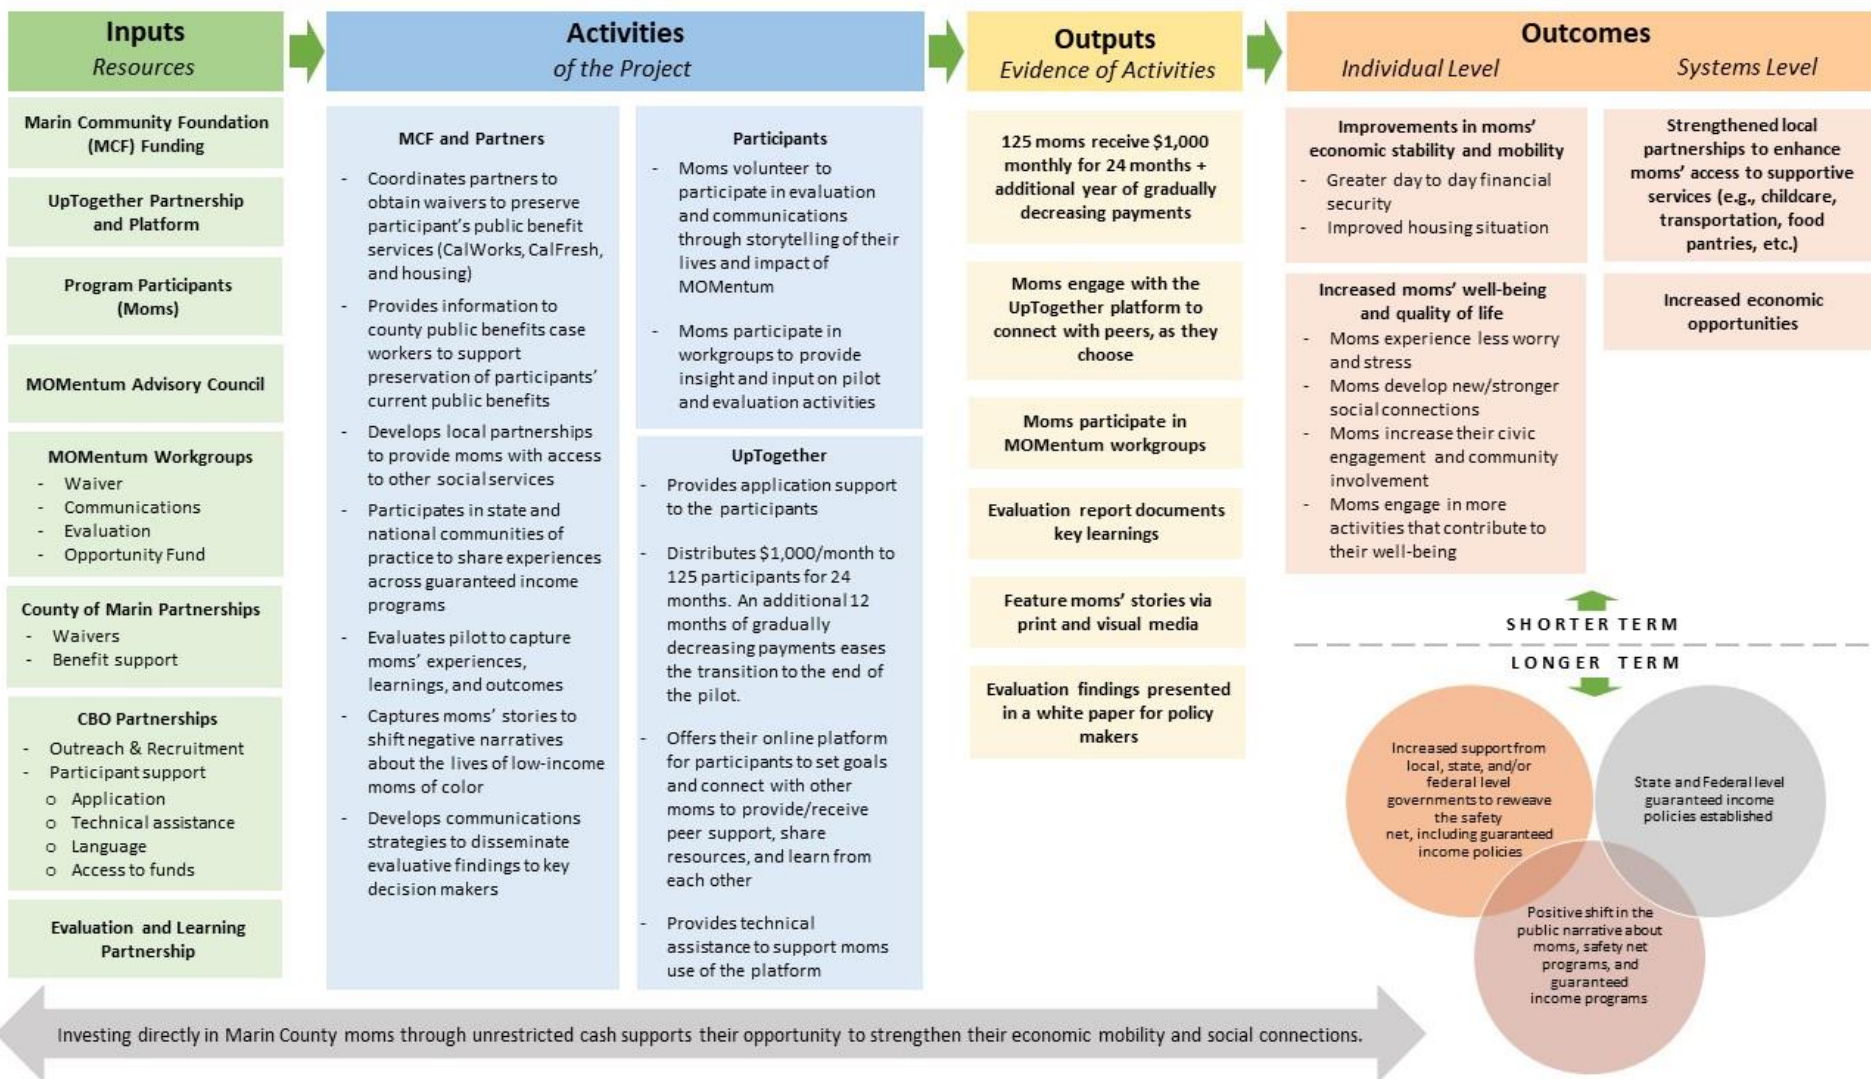 Inputs
Resources
Marin Community Foundation
(MCF) Funding
UpTogether Partnership
and Platform
Program Participants
(Moms)
MOMentum Advisory Council
MOMentum Workgroups
- Waiver
- Communications
- Evaluation
- Opportunity Fund
County of Marin Partnerships
- Waivers
- Benefit support
CBO Partnerships
- Outreach & Recruitment
- Participant support
o Application
o Technical assistance
o Language
o Access to funds
Evaluation and Learning
Partnership
Activities
of the Project
MCF and Partners
- Coordinates partners to
obtain waivers to preserve
participant's public benefit
services (CalWorks, CalFresh,
and housing)
- Provides information to
county public benefits case
workers to support
preservation of participants'
current public benefits
- Develops local partnerships
to provide moms with access
to other social services
- Participates in state and
national communities of
practice to share experiences
across guaranteed income
programs
- Evaluates pilot to capture
moms' experiences,
learnings, and outcomes
- Captures moms' stories to
shift negative narratives
about the lives of low-income
moms of color
- Develops communications
strategies to disseminate
evaluative findings to key
decision makers
Participants
- Moms volunteer to
participate in evaluation
and communications
through storytelling of their
lives and impact of
MOMentum
- Moms participate in
workgroups to provide
insight and input on pilot
and evaluation activities
UpTogether
- Provides application support
to the participants
- Distributes $1,000/month to
125 participants for 24
months. An additional 12
months of gradually
decreasing payments eases
the transition to the end of
the pilot.
- Offers their online platform
for participants to set goals
and connect with other
moms to provide/receive
peer support, share
resources, and learn from
each other
- Provides technical
assistance to support moms
use of the platform
Outputs
Evidence of Activities
125 moms receive $1,000
monthly for 24 months +
additional year of gradually
decreasing payments
Moms engage with the
UpTogether platform to
connect with peers, as they
choose
Moms participate in
MOMentum workgroups
Evaluation report documents
key learnings
Feature moms' stories via
print and visual media
Evaluation findings presented
in a white paper for policy
makers
Outcomes
Individual Level
Systems Level
Improvements in moms'
economic stability and mobility
- Greater day to day financial
security
- Improved housing situation
Increased moms' well-being
and quality of life
- Moms experience less worry
and stress
- Moms develop new/stronger
social connections
- Moms increase their civic
engagement and community
involvement
- Moms engage in more
activities that contribute to
their well-being
Strengthened local
partnerships to enhance
moms' access to supportive
services (e.g., childcare,
transportation, food
pantries, etc.)
Increased economic
opportunities
SHORTER TERM
LONGER TERM
Increased support from
local, state, and/or
federal level
governments to reweave
the safety
net, including guaranteed
income policies
State and Federal level
guaranteed income
policies established
Positive shift in the
public narrative about
moms, safety net
programs, and
guaranteed
income programs
Investing directly in Marin County moms through unrestricted cash supports their opportunity to strengthen their economic mobility and social connections.